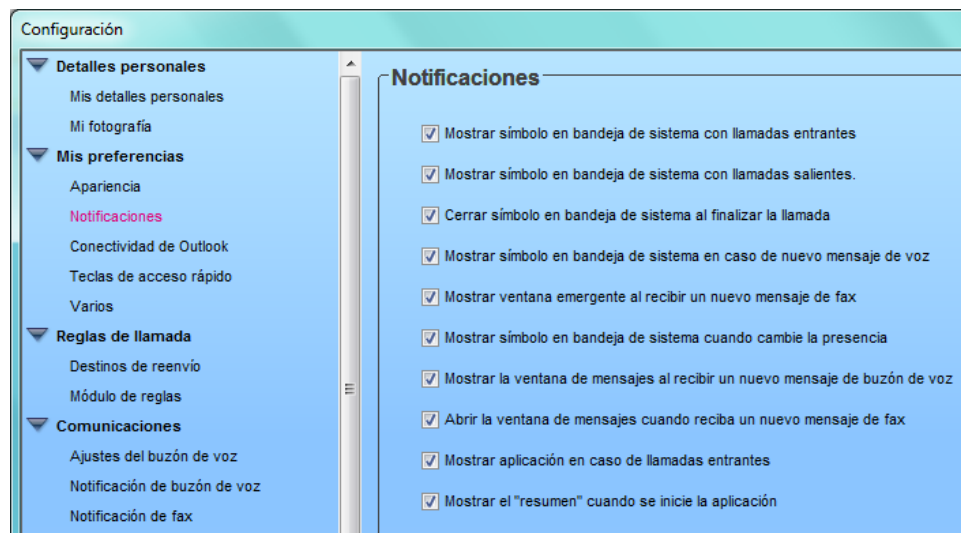 Configuración
Detalles personales
Mis detalles personales
Mi fotografía
Mis preferencias
Apariencia
Notificaciones
Conectividad de Outlook
Teclas de acceso rápido
Varios
Reglas de llamada
Destinos de reenvío
Módulo de reglas
Comunicaciones
Ajustes del buzón de voz
Notificación de buzón de voz
Notificación de fax
Notificaciones
Mostrar símbolo en bandeja de sistema con llamadas entrantes
Mostrar símbolo en bandeja de sistema con llamadas salientes.
Cerrar símbolo en bandeja de sistema al finalizar la llamada
Mostrar símbolo en bandeja de sistema en caso de nuevo mensaje de voz
Mostrar ventana emergente al recibir un nuevo mensaje de fax
Mostrar símbolo en bandeja de sistema cuando cambie la presencia
Mostrar la ventana de mensajes al recibir un nuevo mensaje de buzón de voz
Abrir la ventana de mensajes cuando reciba un nuevo mensaje de fax
Mostrar aplicación en caso de llamadas entrantes
Mostrar el "resumen" cuando se inicie la aplicación